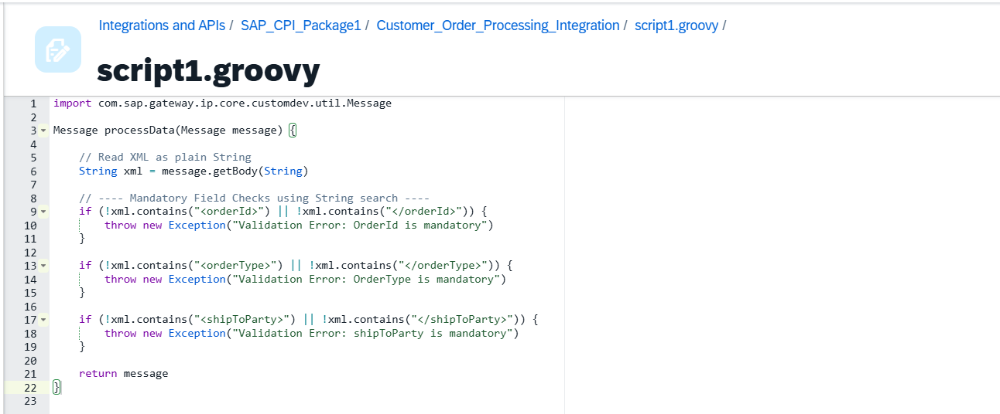 Integrations and APIs / SAP_CPI_Package1 / Customer_Order_Processing_Integration / script1.groovy /
script1.groovy
1 import com.sap.gateway.ip.core.customdev.util.Message
2
3 Message processData(Message message) {
4
5     // Read XML as plain String
6     String xml = message.getBody(String)
7
8     // ---- Mandatory Field Checks using String search ----
9     if (!xml.contains("<orderId>") || !xml.contains("</orderId>")) {
10         throw new Exception("Validation Error: OrderId is mandatory")
11     }
12
13     if (!xml.contains("<orderType>") || !xml.contains("</orderType>")) {
14         throw new Exception("Validation Error: OrderType is mandatory")
15     }
16
17     if (!xml.contains("<shipToParty>") || !xml.contains("</shipToParty>")) {
18         throw new Exception("Validation Error: shipToParty is mandatory")
19     }
20
21     return message
22 }
23